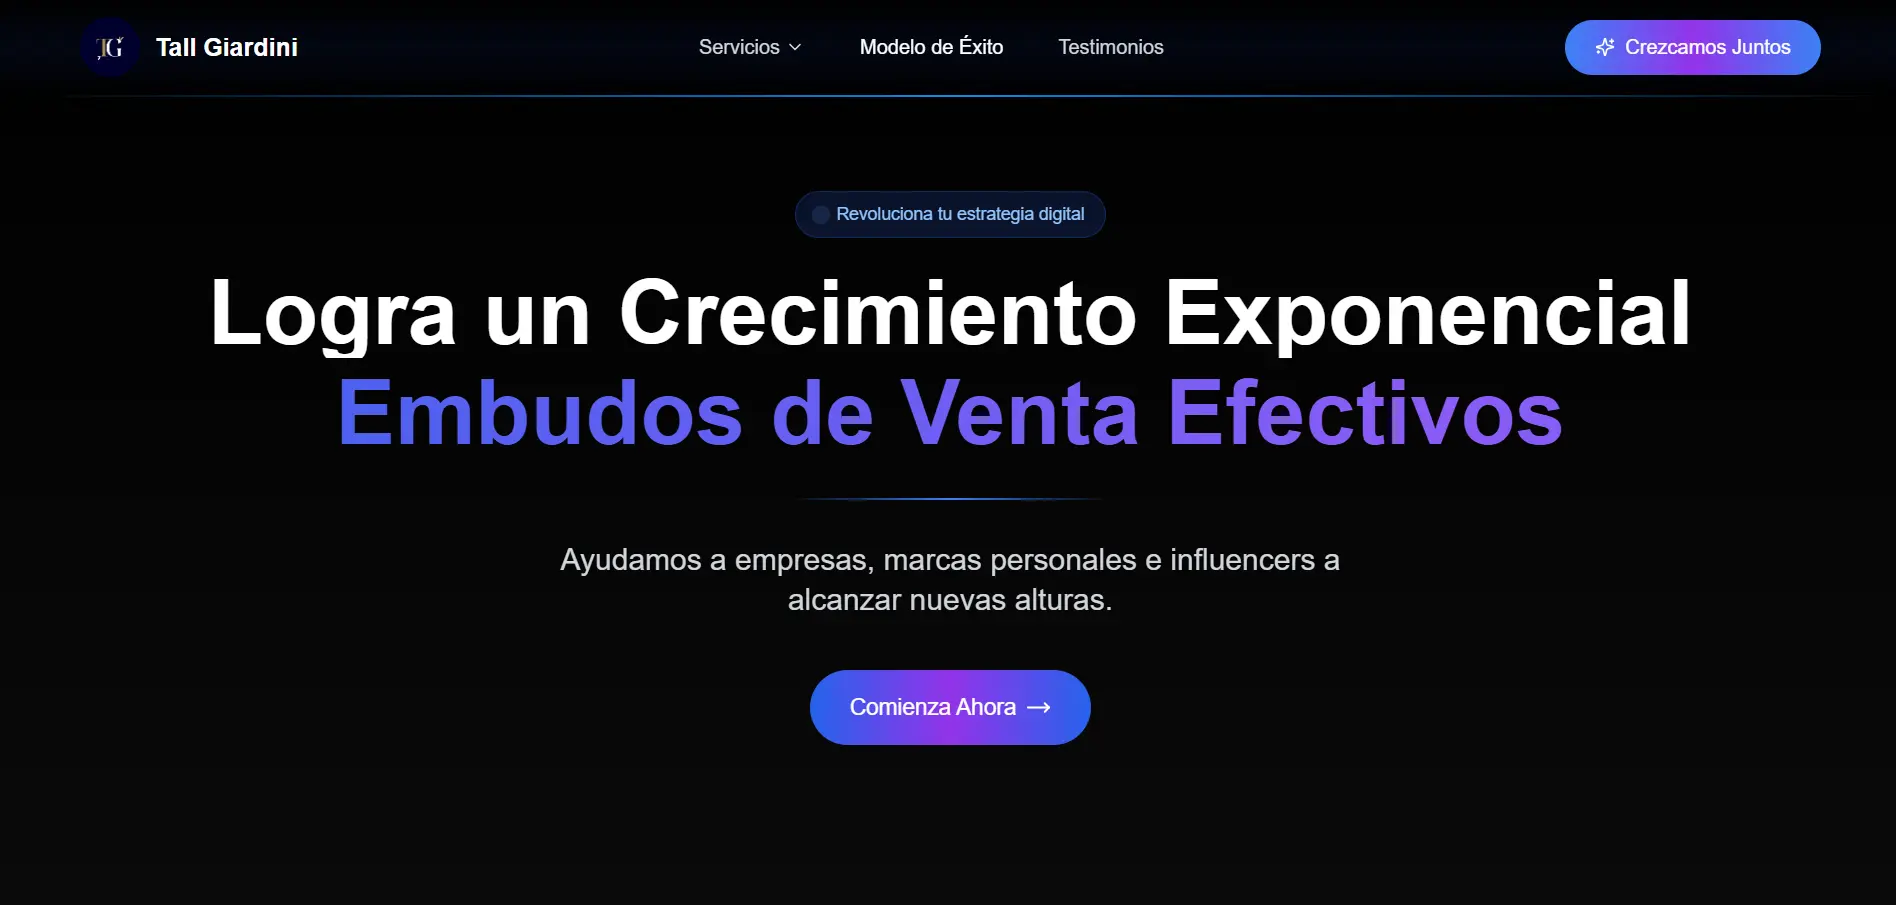 TG
Tall Giardini
Servicios
Modelo de Éxito
Testimonios
Crezcamos Juntos
Revoluciona tu estrategia digital
Logra un Crecimiento Exponencial
Embudos de Venta Efectivos
Ayudamos a empresas, marcas personales e influencers a
alcanzar nuevas alturas.
Comienza Ahora →